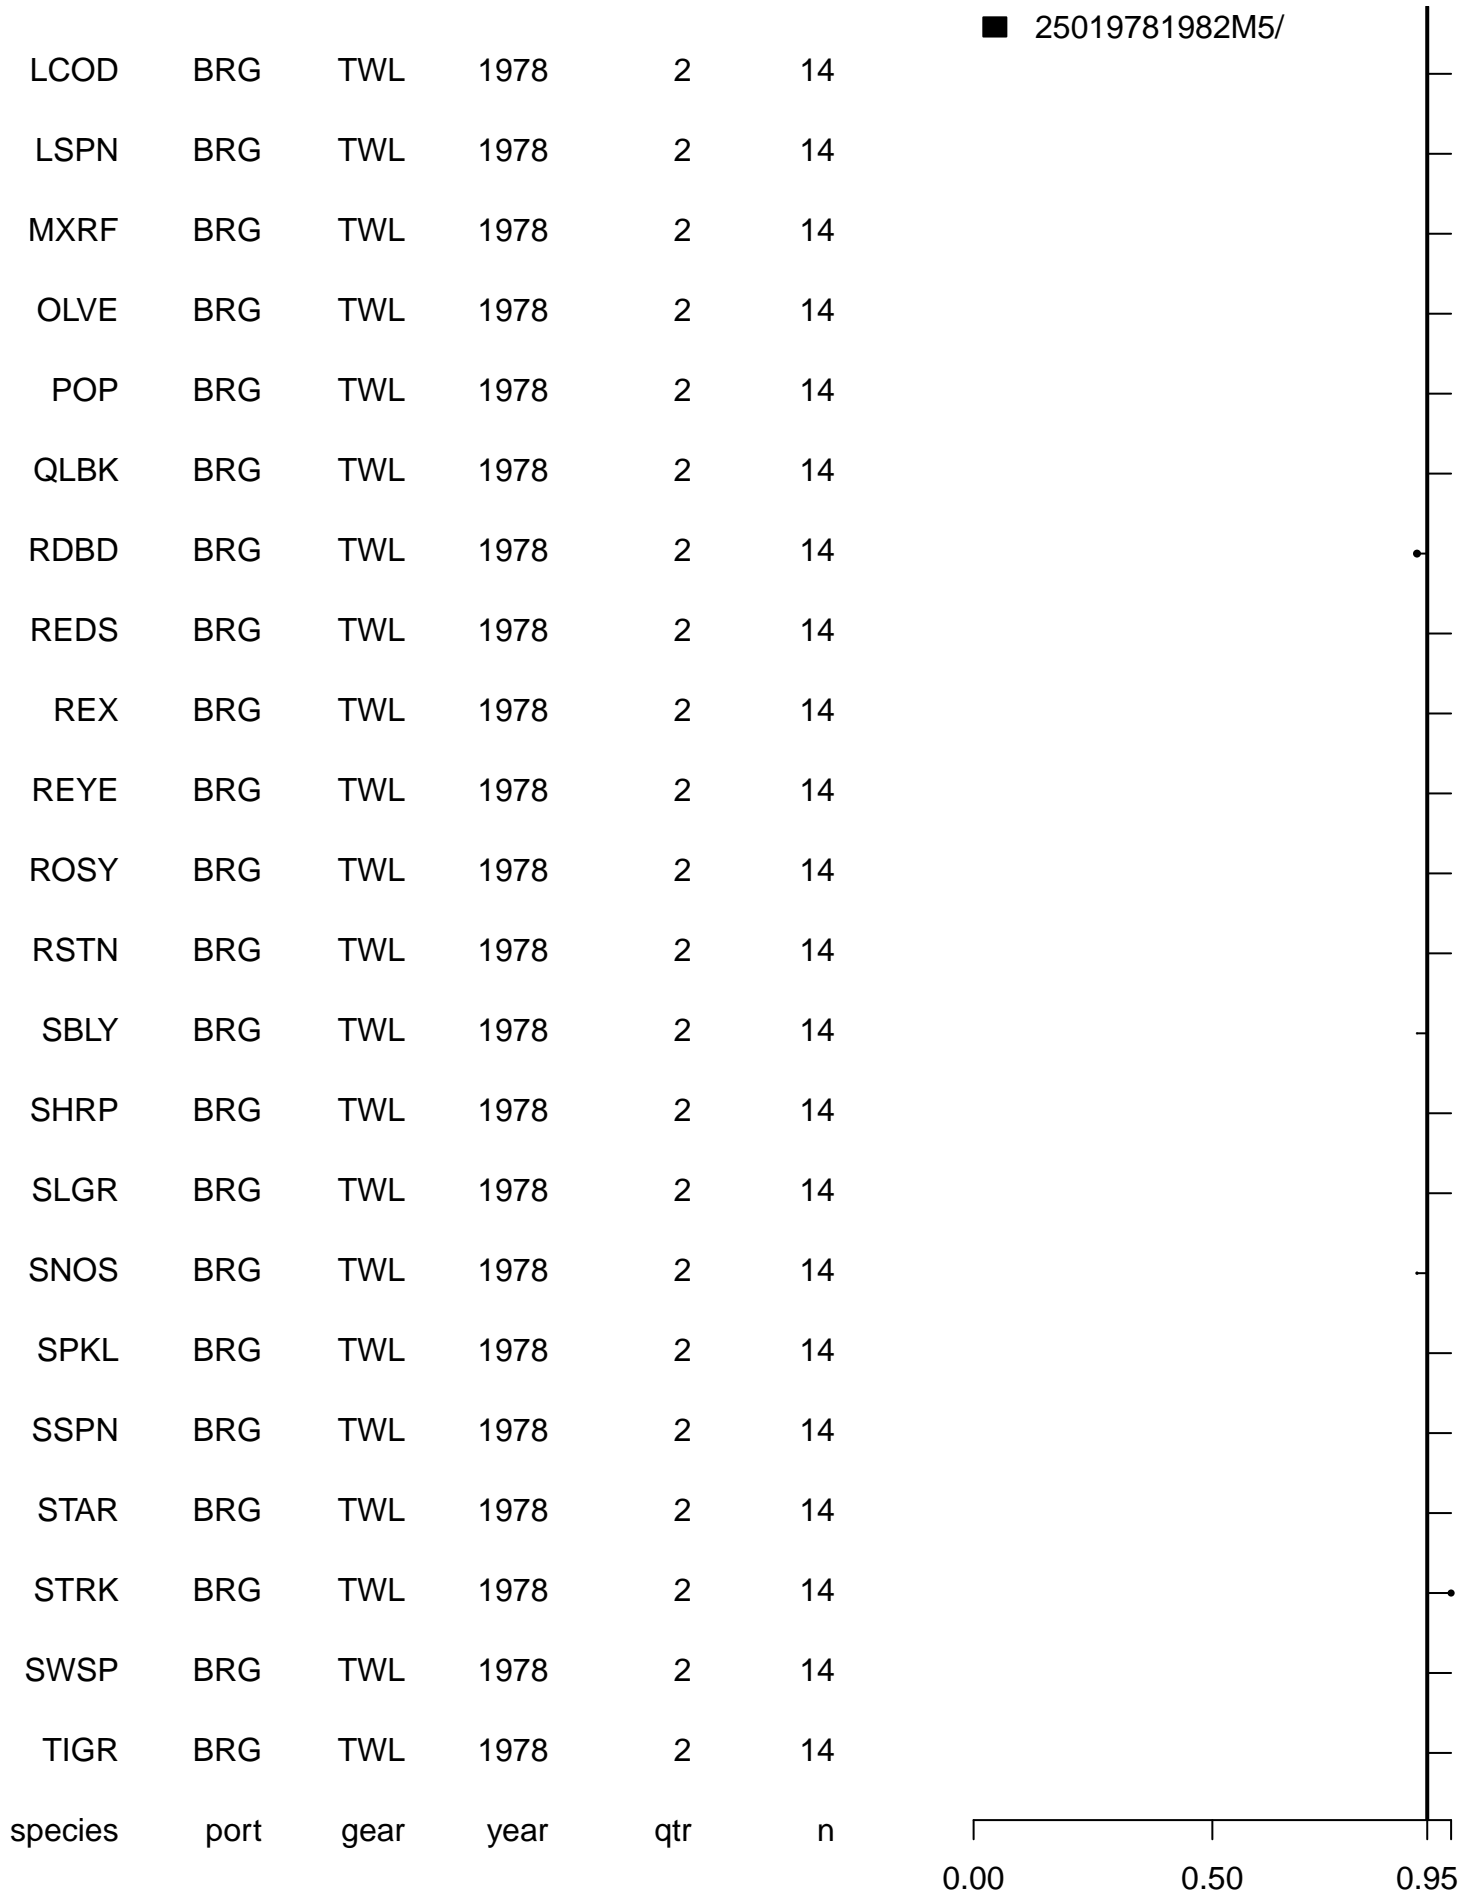 25019781982M5/
LCOD BRG TWL 1978 2 14
LSPN BRG TWL 1978 2 14
MXRF BRG TWL 1978 2 14
OLVE BRG TWL 1978 2 14
POP BRG TWL 1978 2 14
QLBK BRG TWL 1978 2 14
RDBD BRG TWL 1978 2 14
REDS BRG TWL 1978 2 14
REX BRG TWL 1978 2 14
REYE BRG TWL 1978 2 14
ROSY BRG TWL 1978 2 14
RSTN BRG TWL 1978 2 14
SBLY BRG TWL 1978 2 14
SHRP BRG TWL 1978 2 14
SLGR BRG TWL 1978 2 14
SNOS BRG TWL 1978 2 14
SPKL BRG TWL 1978 2 14
SSPN BRG TWL 1978 2 14
STAR BRG TWL 1978 2 14
STRK BRG TWL 1978 2 14
SWSP BRG TWL 1978 2 14
TIGR BRG TWL 1978 2 14
species port gear year qtr n
0.00 0.50 0.95